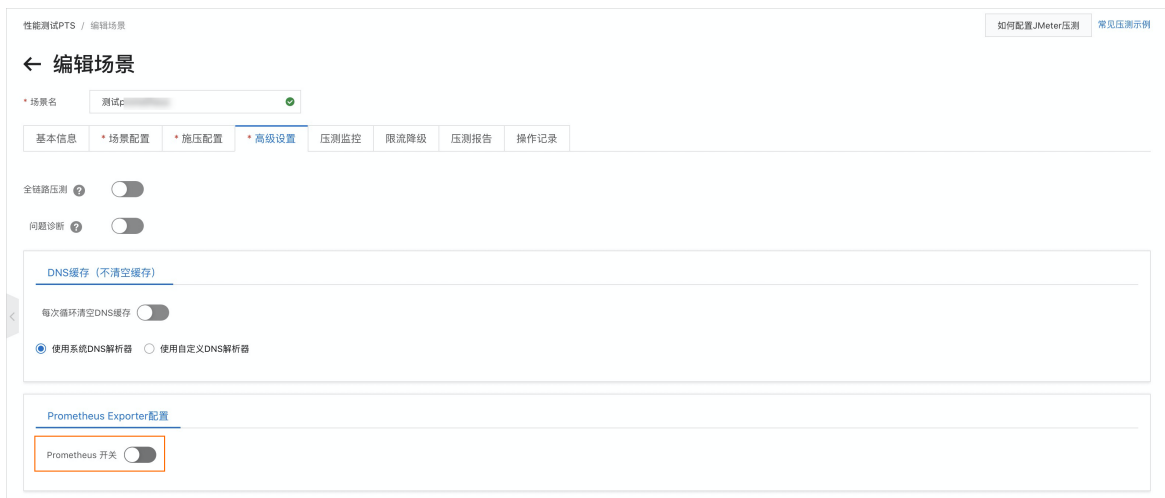 性能测试PTS / 编辑场景
如何配置JMeter压测 常见压测示例
← 编辑场景
* 场景名 测试p
基本信息 * 场景配置 * 施压配置 * 高级设置 压测监控 限流降级 压测报告 操作记录
全链路压测 ?
问题诊断 ?
DNS缓存（不清空缓存）
每次循环清空DNS缓存
使用系统DNS解析器 使用自定义DNS解析器
Prometheus Exporter配置
Prometheus 开关